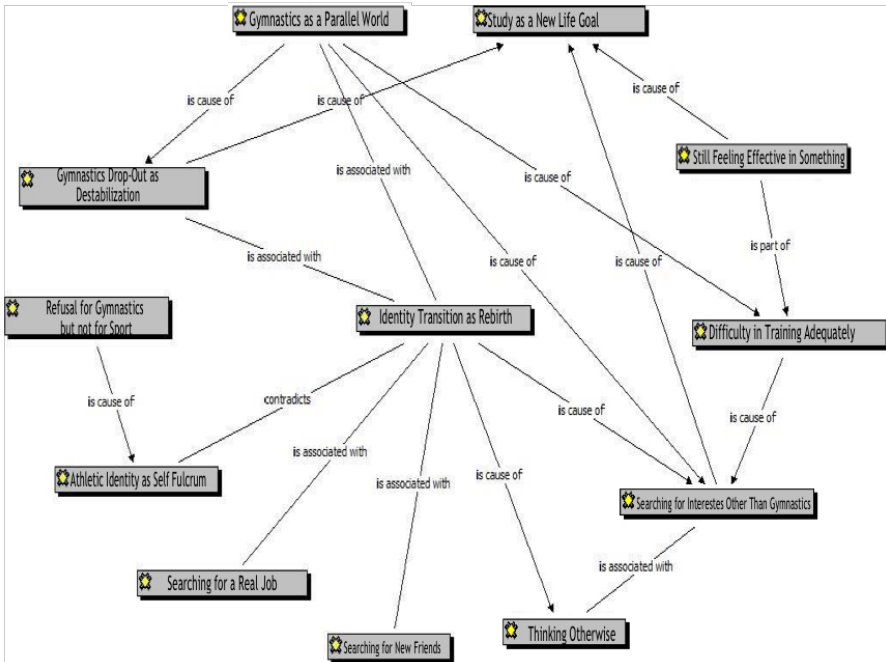 Gymnastics as a Parallel World
Study as a New Life Goal
is cause of
is cause of
is cause of
Still Feeling Effective in Something
Gymnastics Drop-Out as
Destabilization
is associated with
is cause of
is part of
is associated with
is cause of
is cause of
Refusal for Gymnastics
but not for Sport
Identity Transition as Rebirth
Difficulty in Training Adequately
is cause of
contradicts
is cause of
is cause of
Athletic Identity as Self Fulcrum
is associated with
is associated with
is cause of
Searching for Interestes Other Than Gymnastics
is associated with
Searching for a Real Job
Searching for New Friends
Thinking Otherwise